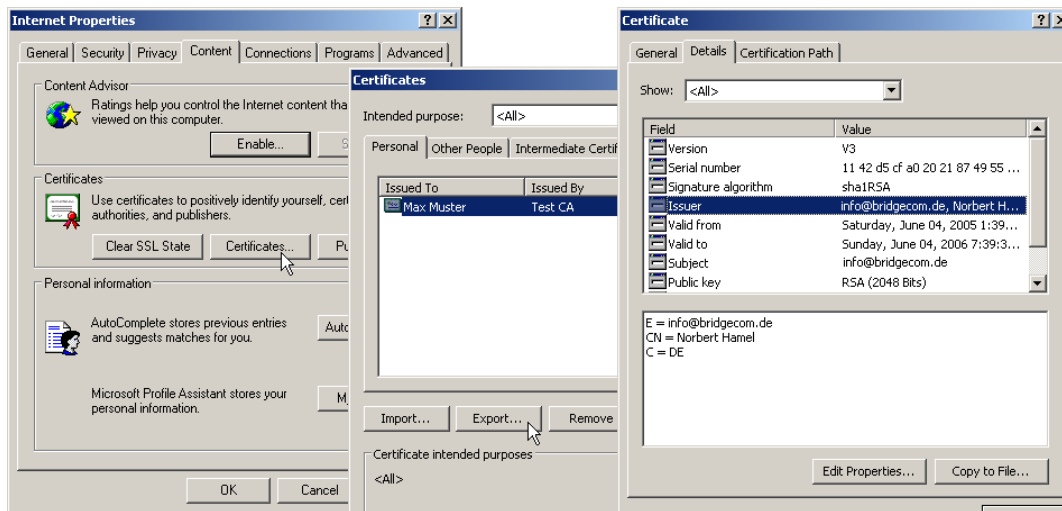 Internet Properties
General Security Privacy Content Connections Programs Advanced
Content Advisor
Ratings help you control the Internet content tha
viewed on this computer.
Enable...
Certificates
Use certificates to positively identify yourself, cert
authorities, and publishers.
Clear SSL State Certificates... Pu
Personal information
AutoComplete stores previous entries
and suggests matches for you.
Auto
Microsoft Profile Assistant stores your
personal information.
OK Cancel
Certificates
Intended purpose: <All>
Personal Other People Intermediate Certif
Issued To Issued By
Max Muster Test CA
Import... Export... Remove
Certificate intended purposes
<All>
Certificate
General Details Certification Path
Show: <All>
Field Value
Version V3
Serial number 11 42 d5 cf a0 20 21 87 49 55 ...
Signature algorithm sha1RSA
Issuer info@bridgecom.de, Norbert H...
Valid from Saturday, June 04, 2005 1:39...
Valid to Sunday, June 04, 2006 7:39:3...
Subject info@bridgecom.de
Public key RSA (2048 Bits)
E = info@bridgecom.de
CN = Norbert Hamel
C = DE
Edit Properties... Copy to File...